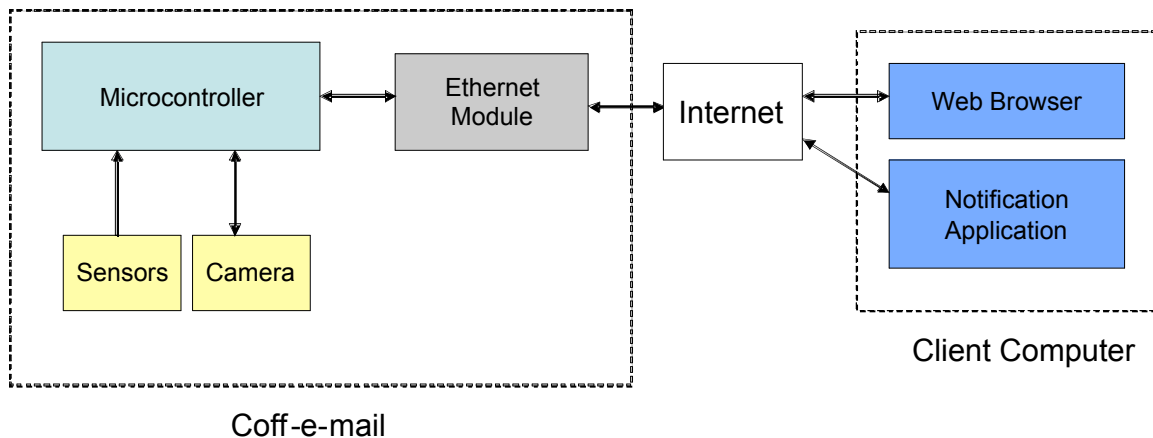 Microcontroller
Ethernet
Module
Internet
Web Browser
Notification
Application
Sensors
Camera
Client Computer
Coff-e-mail